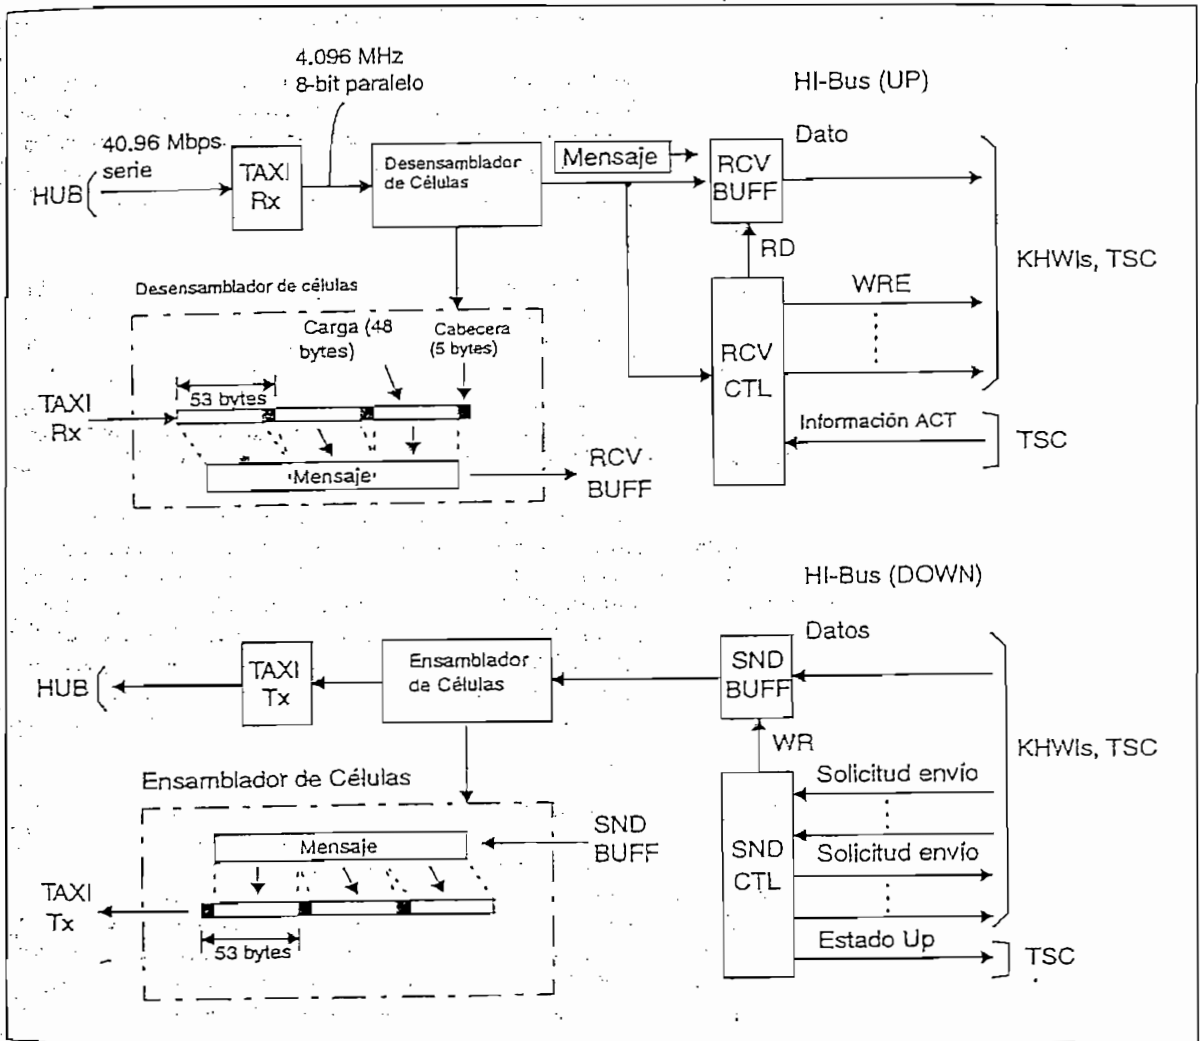 4.096 MHz
8-bit paralelo
HI-Bus (UP)
40.96 Mbps
serie
HUB
TAXI
Rx
Desensamblador
de Células
Mensaje
RCV
BUFF
Dato
RD
KHWIs, TSC
Desensamblador de células
Carga (48
bytes)
Cabecera
(5 bytes)
WRE
RCV
CTL
53 bytes
TAXI
Rx
Mensaje
RCV
BUFF
Información ACT
TSC
HI-Bus (DOWN)
Datos
HUB
TAXI
Tx
Ensamblador
de Células
SND
BUFF
WR
KHWIs, TSC
Ensamblador de Células
Solicitud envío
Mensaje
SND
BUFF
SND
CTL
Solicitud envío
TAXI
Tx
53 bytes
Estado Up
TSC